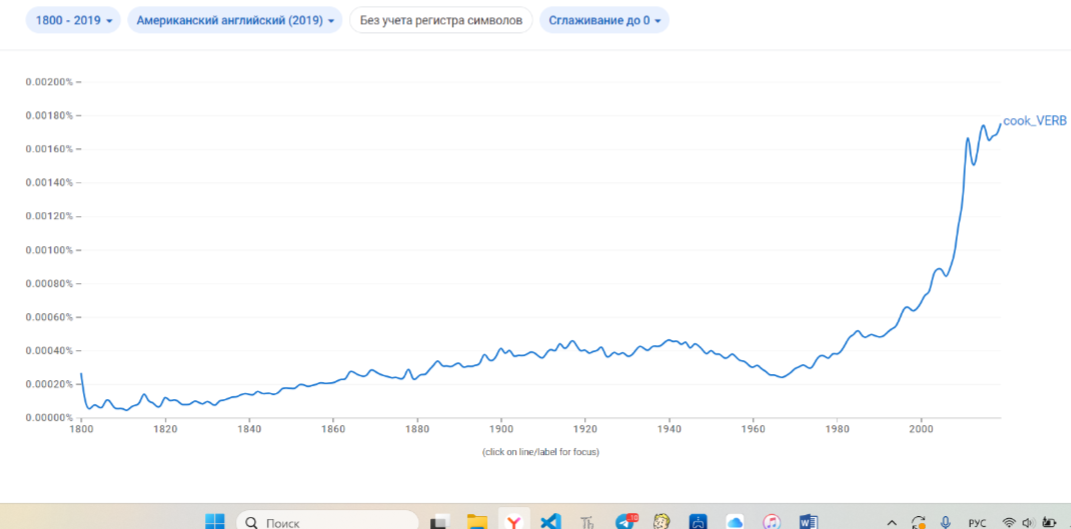 1800 - 2019 Американский английский (2019) Без учета регистра символов Сглаживание до 0
0.00200%
0.00180%
cook_VERB
0.00160%
0.00140%
0.00120%
0.00100%
0.00080%
0.00060%
0.00040%
0.00020%
0.00000%
1800 1820 1840 1860 1880 1900 1920 1940 1960 1980 2000
(click on line/label for focus)
Поиск
РУС